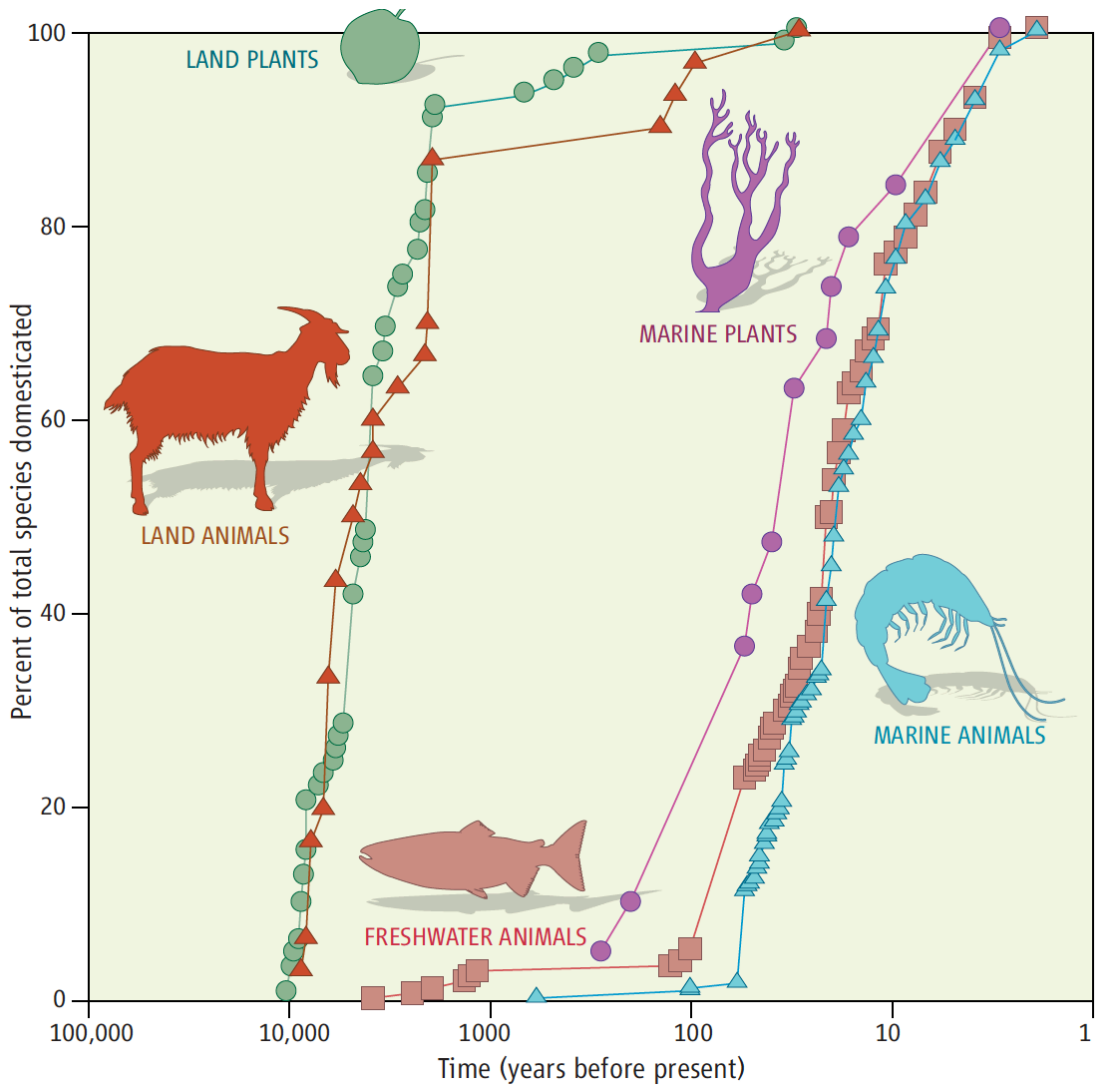 100
LAND PLANTS
80
MARINE PLANTS
60
LAND ANIMALS
Percent of total species domesticated
40
MARINE ANIMALS
20
FRESHWATER ANIMALS
0
100,000 10,000 1000 100 10 1
Time (years before present)